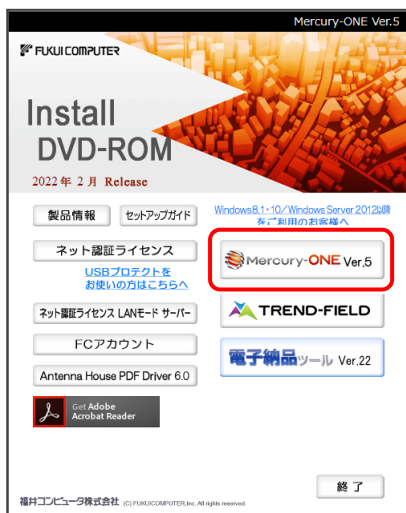 Mercury-ONE Ver.5
FUKUI COMPUTER
Install
DVD-ROM
2022年 2月 Release
製品情報
セットアップガイド
Windows8.1・10/Windows Server 2012以降
をご利用のお客様へ
ネット認証ライセンス
USBプロテクトを
お使いの方はこちらへ
Mercury-ONE Ver.5
ネット認証ライセンス LANモード サーバー
TREND-FIELD
FCアカウント
電子納品ツール Ver.22
Antenna House PDF Driver 6.0
Get Adobe
Acrobat Reader
終了
福井コンピュータ株式会社 (C) FUKUICOMPUTER,Inc. All rights reserved.